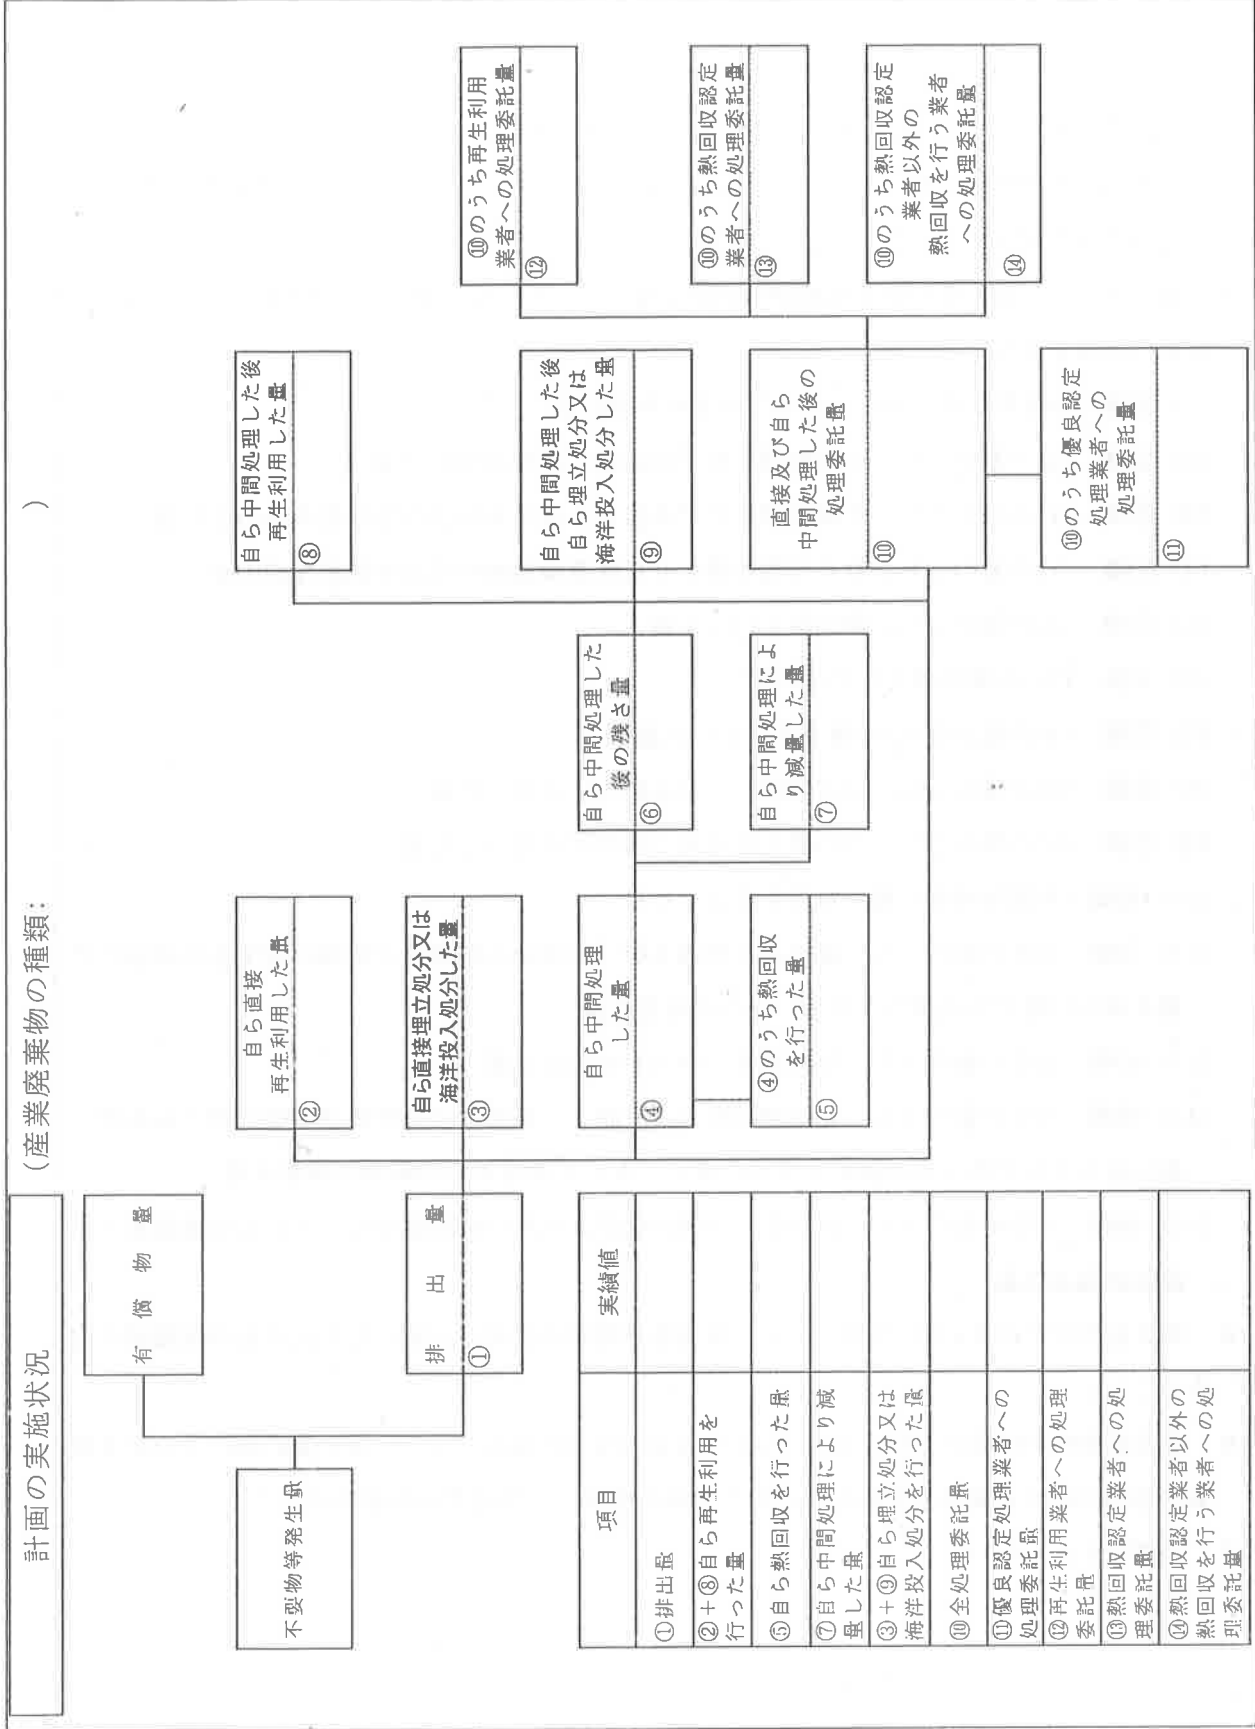 計画の実施状況
(産業廃棄物の種類: )
不要物等発生量
有償物量
排出量
①
自ら直接
再生利用した量
②
自ら直接埋立処分又は
海洋投入処分した量
③
自ら中間処理
した量
④
④のうち熱回収
を行った量
⑤
自ら中間処理した
後の残さ量
⑥
自ら中間処理によ
り減量した量
⑦
自ら中間処理した後
再生利用した量
⑧
自ら中間処理した後
自ら埋立処分又は
海洋投入処分した量
⑨
直接及び自ら
中間処理した後の
処理委託量
⑩
⑩のうち優良認定
処理業者への
処理委託量
⑪
⑩のうち再生利用
業者への処理委託量
⑫
⑩のうち熱回収認定
業者への処理委託量
⑬
⑩のうち熱回収認定
業者以外の
熱回収を行う業者
への処理委託量
⑭
項目
実績値
①排出量
②+⑧自ら再生利用を
行った量
⑤自ら熱回収を行った量
⑦自ら中間処理により減
量した量
③+⑨自ら埋立処分又は
海洋投入処分を行った量
⑩全処理委託量
⑪優良認定処理業者への
処理委託量
⑫再生利用業者への処理
委託量
⑬熱回収認定業者への処
理委託量
⑭熱回収認定業者以外の
熱回収を行う業者への処
理委託量